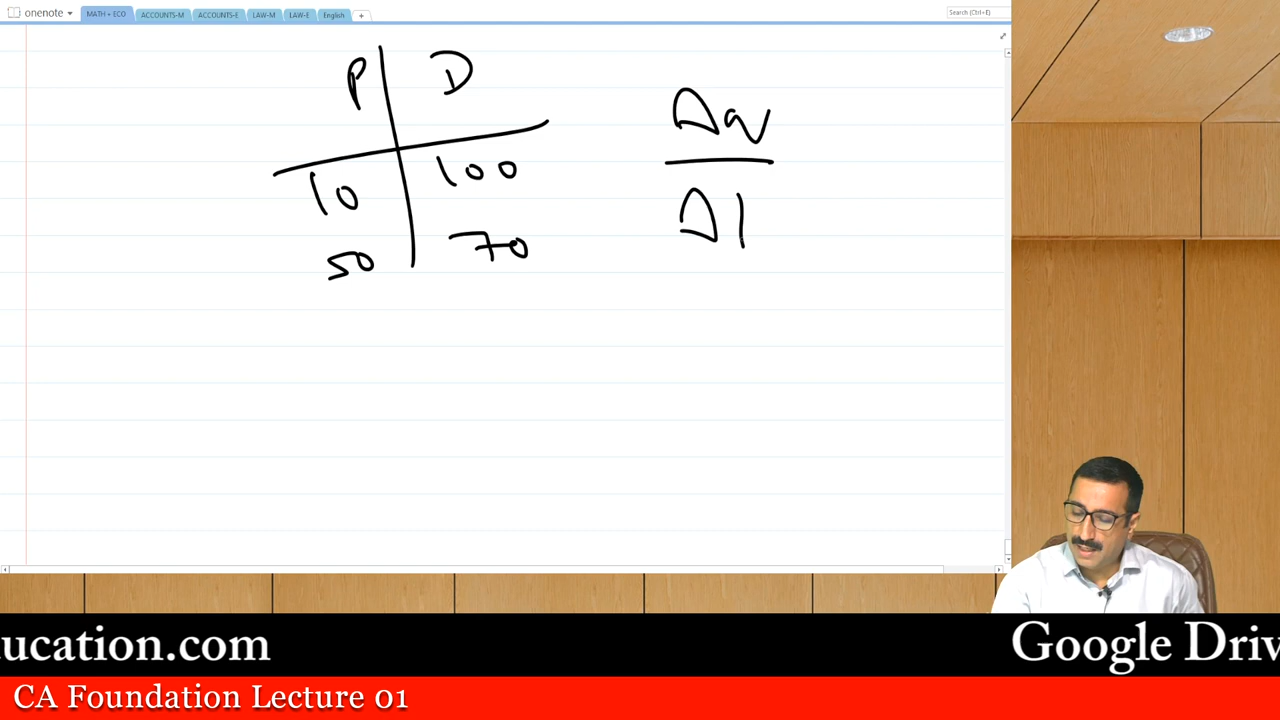 onenote MATH + ECO ACCOUNTS-M ACCOUNTS-E LAW-M LAW-E English + Search (Ctrl+E)
P D
10 100
50 70
Δq
Δ
ucation.com Google Driv
CA Foundation Lecture 01